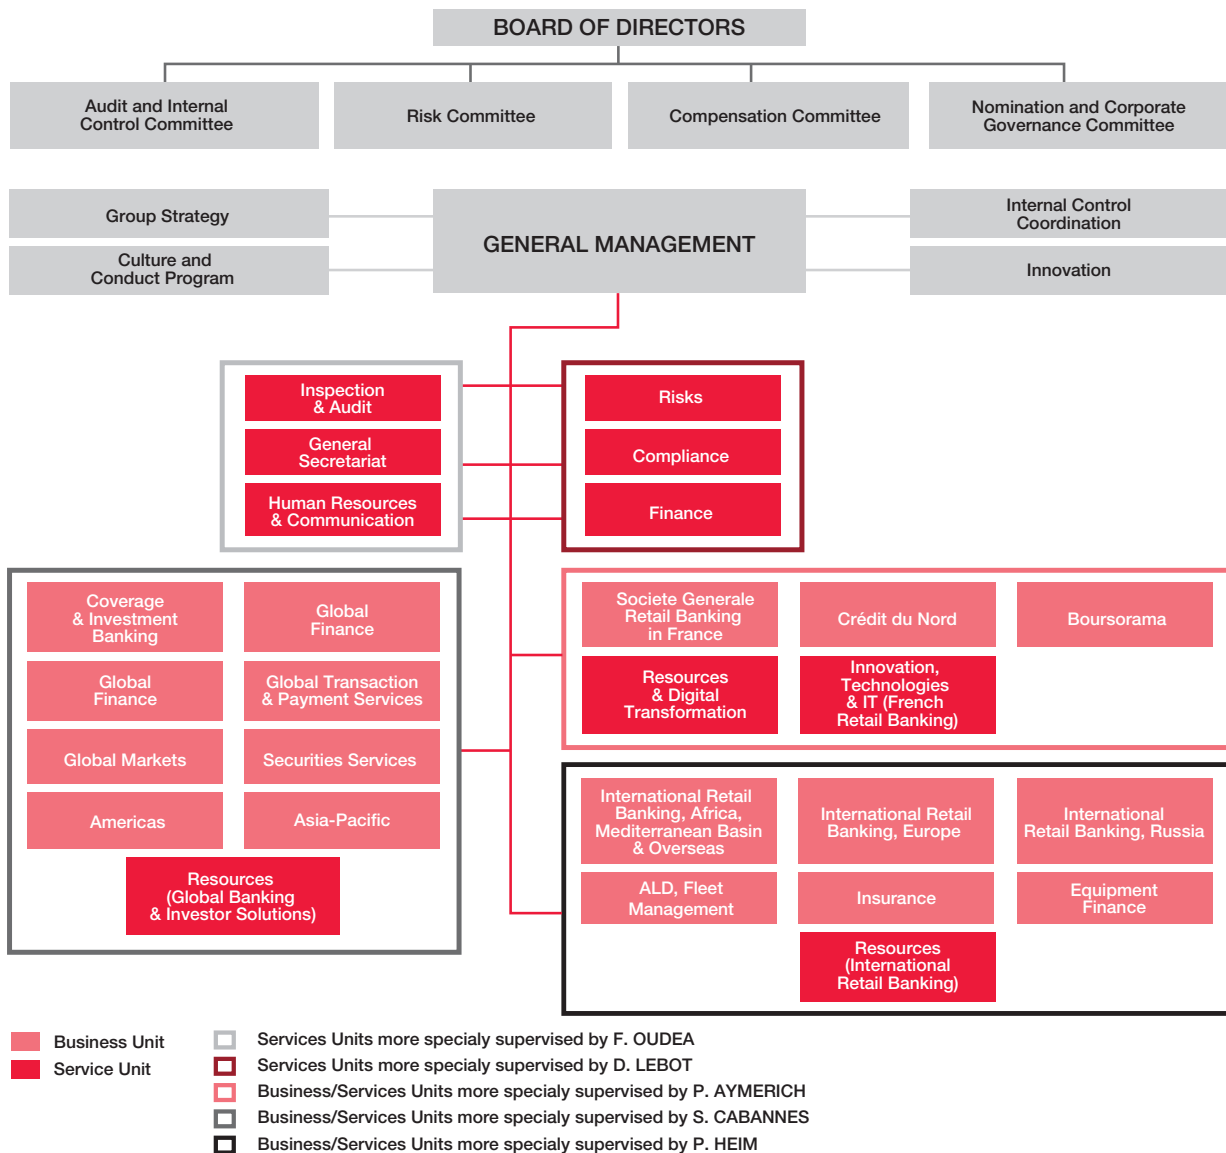 BOARD OF DIRECTORS
Audit and Internal
Control Committee
Risk Committee
Compensation Committee
Nomination and Corporate
Governance Committee
Group Strategy
Culture and
Conduct Program
GENERAL MANAGEMENT
Internal Control
Coordination
Innovation
Inspection
& Audit
General
Secretariat
Human Resources
& Communication
Risks
Compliance
Finance
Coverage
& Investment
Banking
Global
Finance
Global
Finance
Global Transaction
& Payment Services
Global Markets
Securities Services
Americas
Asia-Pacific
Resources
(Global Banking
& Investor Solutions)
Societe Generale
Retail Banking
in France
Crédit du Nord
Boursorama
Resources
& Digital
Transformation
Innovation,
Technologies
& IT (French
Retail Banking)
International Retail
Banking, Africa,
Mediterranean Basin
& Overseas
International Retail
Banking, Europe
International
Retail Banking, Russia
ALD, Fleet
Management
Insurance
Equipment
Finance
Resources
(International
Retail Banking)
Business Unit
Service Unit
Services Units more specialy supervised by F. OUDEA
Services Units more specialy supervised by D. LEBOT
Business/Services Units more specialy supervised by P. AYMERICH
Business/Services Units more specialy supervised by S. CABANNES
Business/Services Units more specialy supervised by P. HEIM